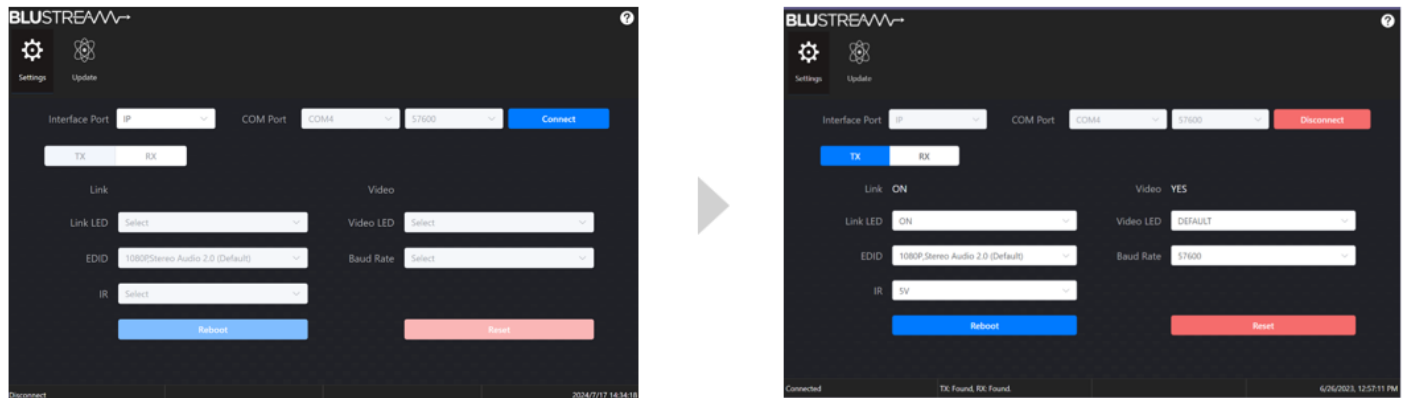 BLUSTREAM
?
Settings
Update
Interface Port IP COM Port COM4 57600 Connect
TX RX
Link Video
Link LED Select Video LED Select
EDID 1080P,Stereo Audio 2.0 (Default) Baud Rate Select
IR Select
Reboot Reset
Disconnect 2024/7/17 14:34:18
BLUSTREAM
?
Settings
Update
Interface Port IP COM Port COM4 57600 Disconnect
TX RX
Link ON Video YES
Link LED ON Video LED DEFAULT
EDID 1080P,Stereo Audio 2.0 (Default) Baud Rate 57600
IR 5V
Reboot Reset
Connected TX: Found, RX: Found. 6/26/2023, 12:57:11 PM